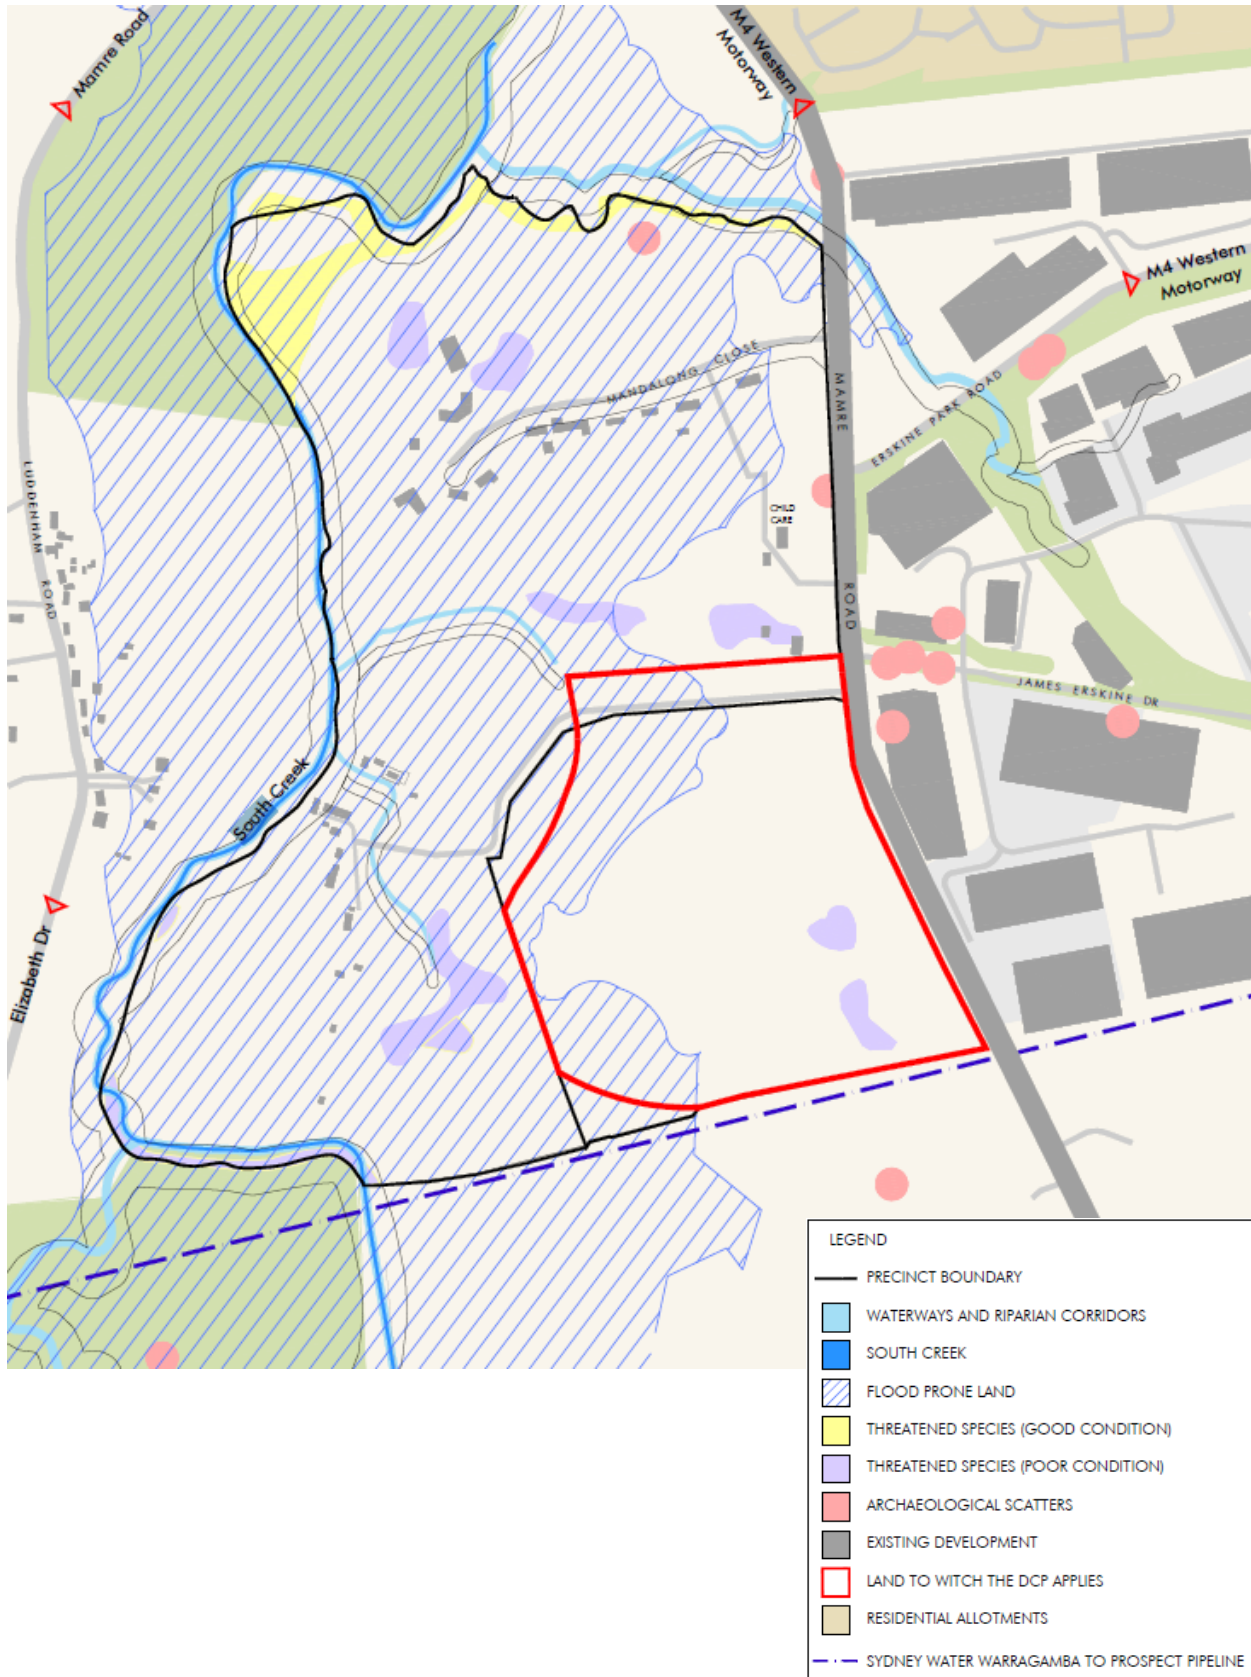 Mamre Road
M4 Western
Motorway
M4 Western
Motorway
MANDALONG CLOSE
MAMRE
ROAD
ERSKINE PARK ROAD
CHILD
CARE
LUDDENHAM
ROAD
JAMES ERSKINE DR
South Creek
Elizabeth Dr
LEGEND
PRECINCT BOUNDARY
WATERWAYS AND RIPARIAN CORRIDORS
SOUTH CREEK
FLOOD PRONE LAND
THREATENED SPECIES (GOOD CONDITION)
THREATENED SPECIES (POOR CONDITION)
ARCHAEOLOGICAL SCATTERS
EXISTING DEVELOPMENT
LAND TO WITCH THE DCP APPLIES
RESIDENTIAL ALLOTMENTS
SYDNEY WATER WARRAGAMBA TO PROSPECT PIPELINE